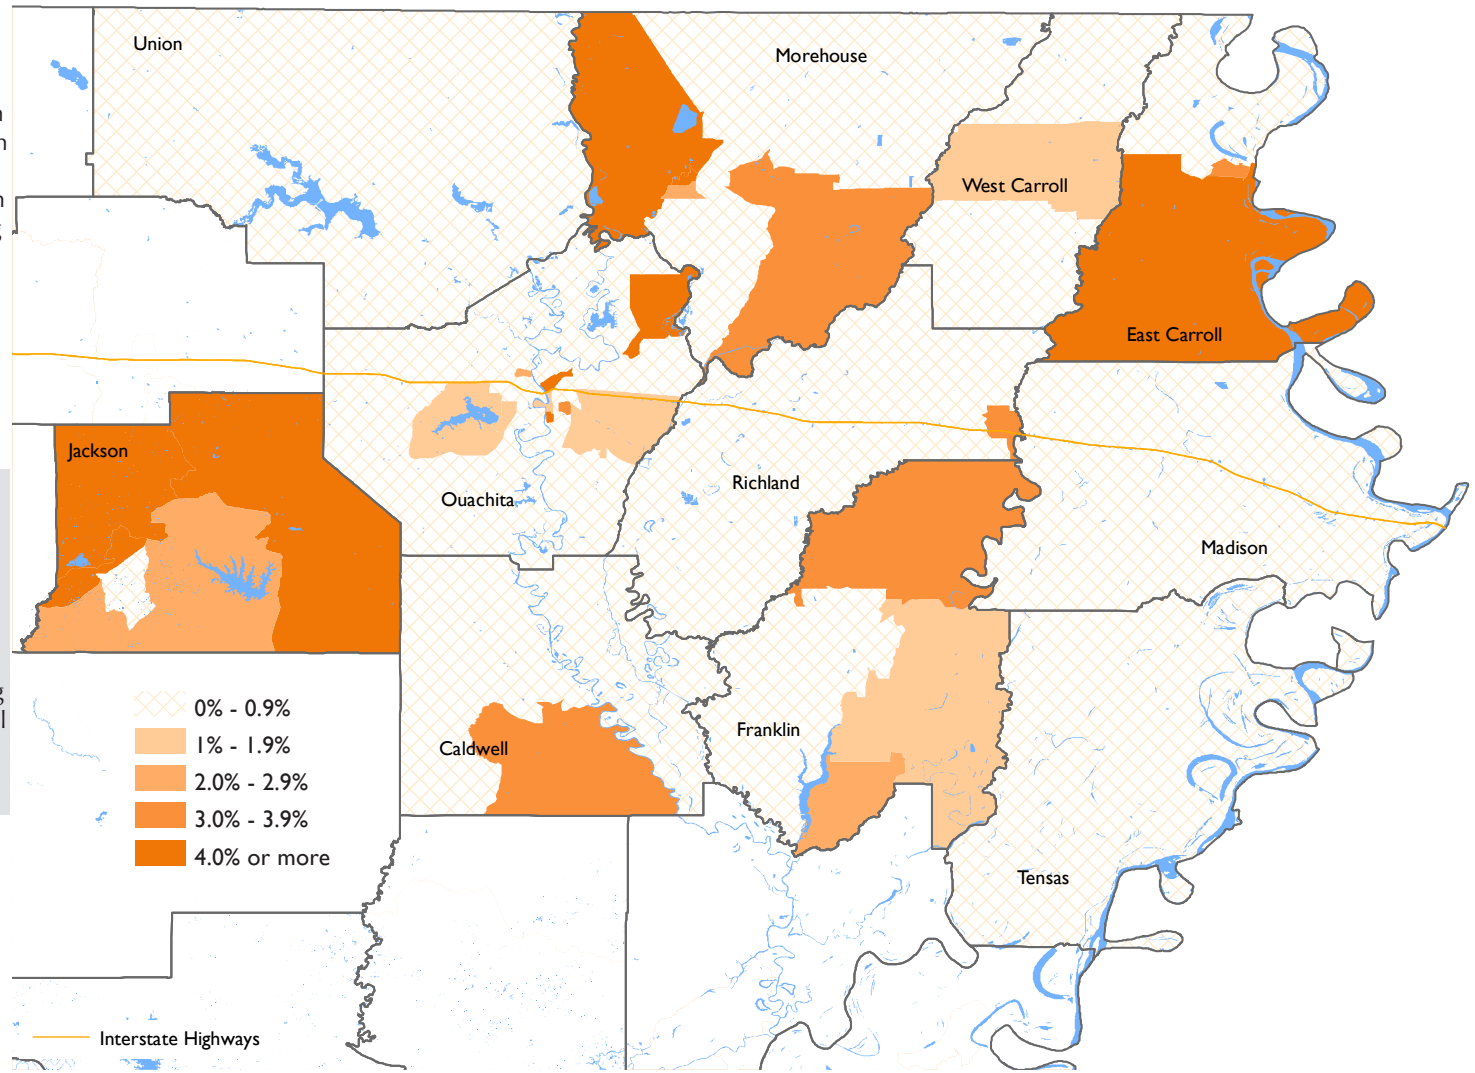 Union
Morehouse
West Carroll
East Carroll
Jackson
Ouachita
Richland
Madison
Franklin
Caldwell
Tensas
0% - 0.9%
1% - 1.9%
2.0% - 2.9%
3.0% - 3.9%
4.0% or more
Interstate Highways